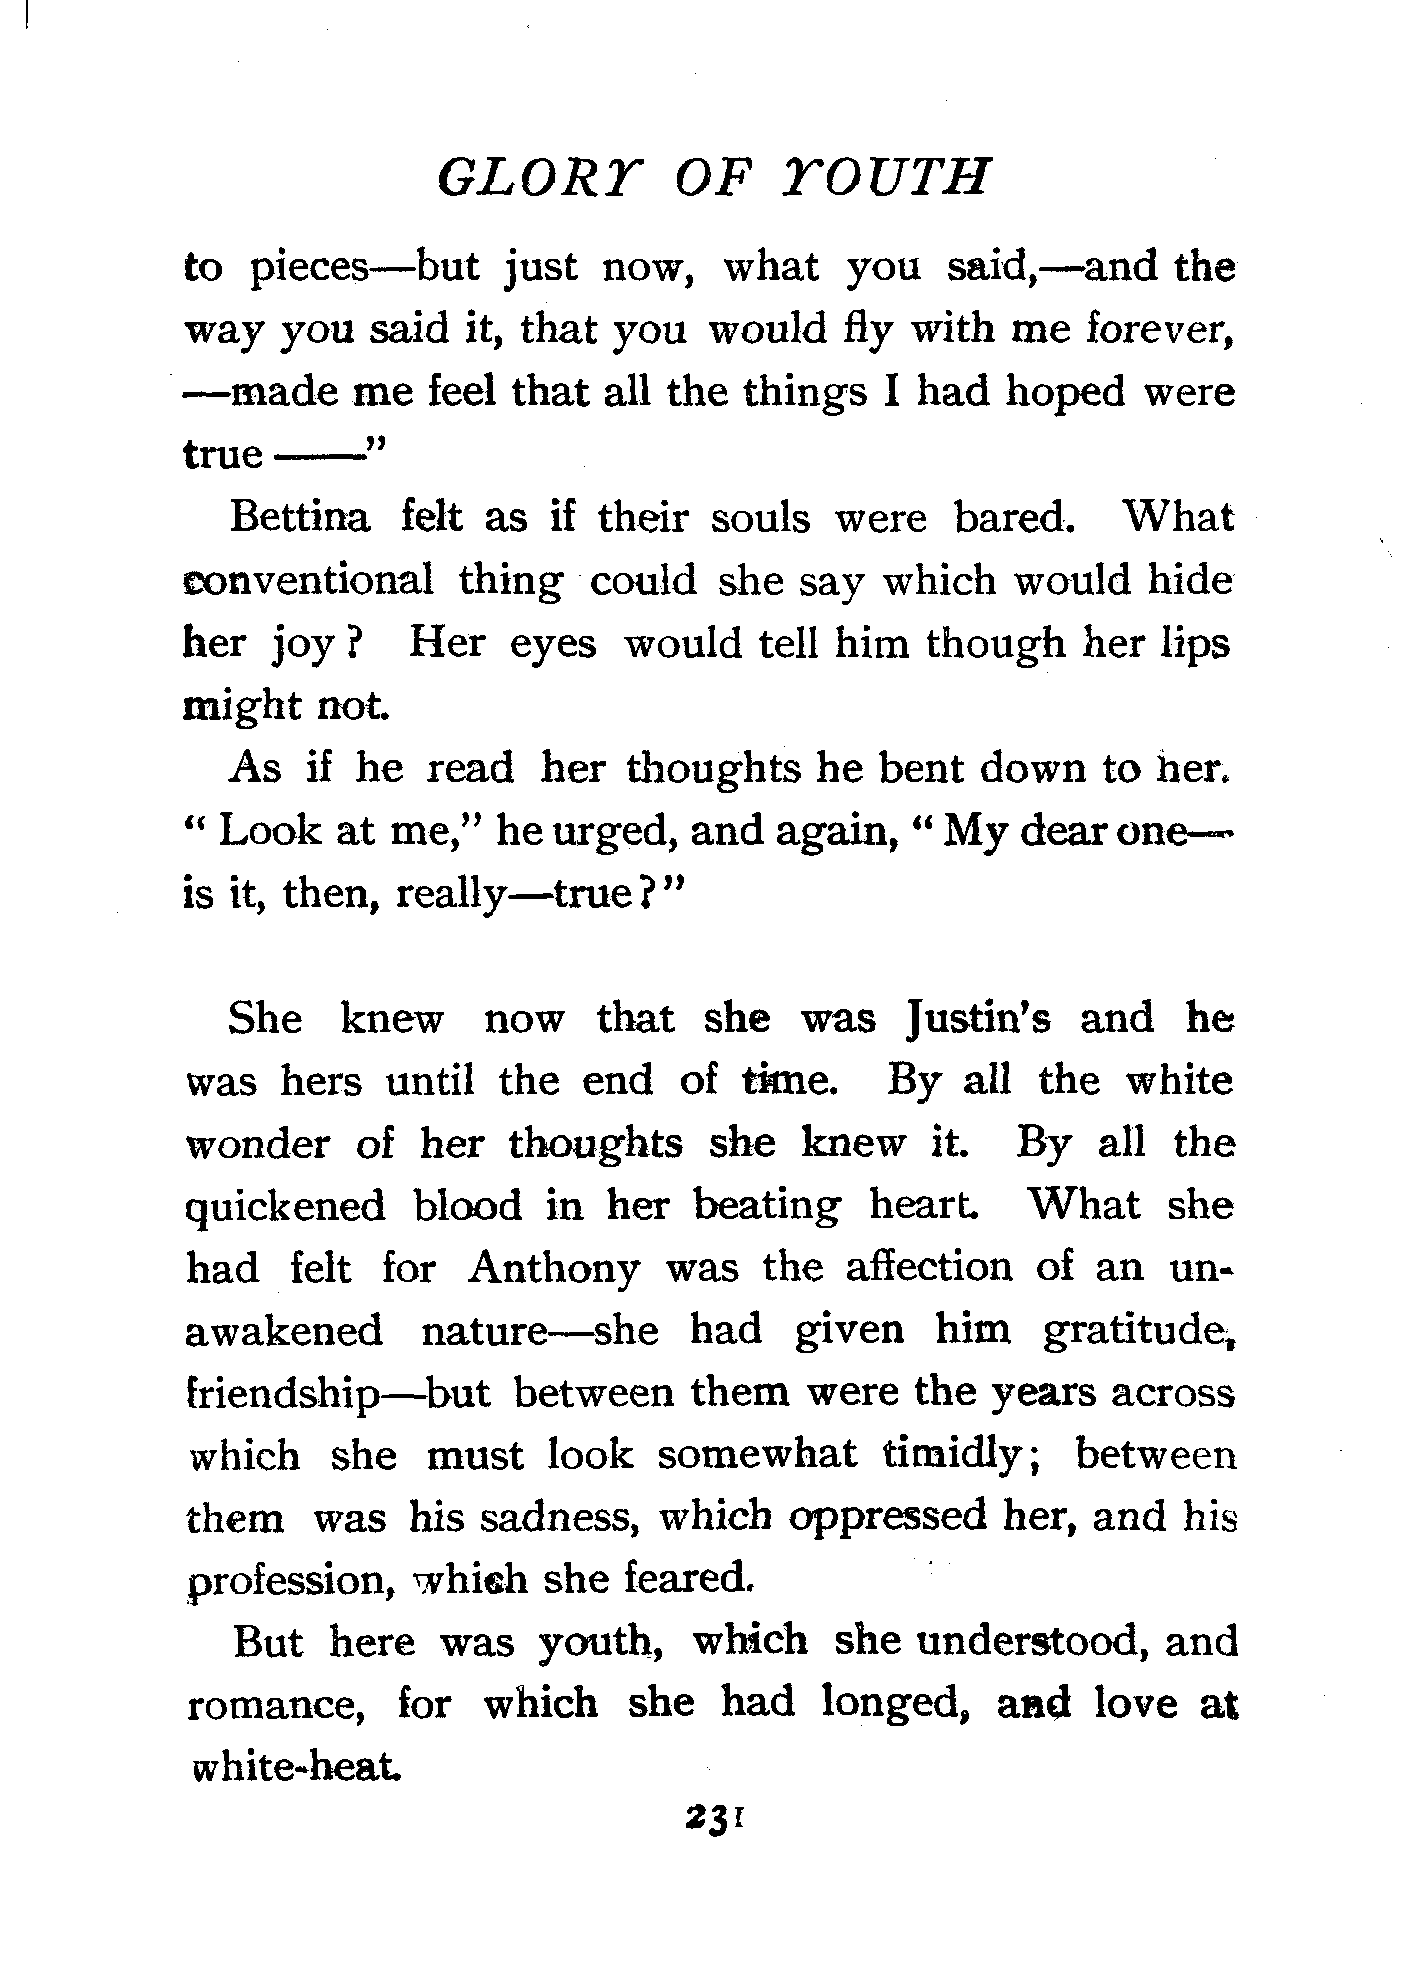 GLORY OF YOUTH
to pieces—but just now, what you said,—and the
way you said it, that you would fly with me forever,
—made me feel that all the things I had hoped were
true ——"
Bettina felt as if their souls were bared. What
conventional thing could she say which would hide
her joy? Her eyes would tell him though her lips
might not.
As if he read her thoughts he bent down to her.
"Look at me," he urged, and again, "My dear one—
is it, then, really—true?"
She knew now that she was Justin's and he
was hers until the end of time. By all the white
wonder of her thoughts she knew it. By all the
quickened blood in her beating heart. What she
had felt for Anthony was the affection of an un-
awakened nature—she had given him gratitude,
friendship—but between them were the years across
which she must look somewhat timidly; between
them was his sadness, which oppressed her, and his
profession, which she feared.
But here was youth, which she understood, and
romance, for which she had longed, and love at
white-heat.
231